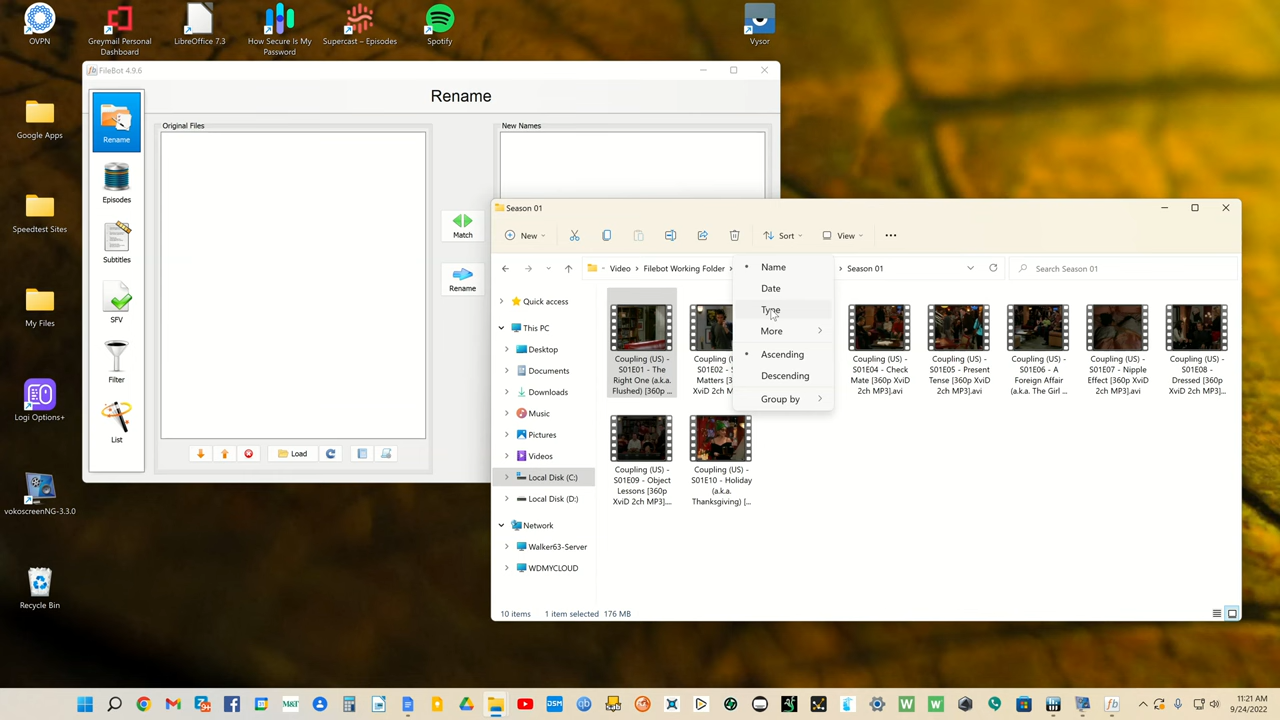 OVPN
Greymail Personal
Dashboard
LibreOffice 7.3
How Secure Is My
Password
Supercast – Episodes
Spotify
Vysor
Google Apps
Speedtest Sites
My Files
Logi Options+
vokoscreenNG-3.3.0
Recycle Bin
fb FileBot 4.9.6
Rename
Rename
Episodes
Subtitles
SFV
Filter
List
Original Files
New Names
Match
Rename
Load
Season 01
New
Sort
View
Video > Filebot Working Folder >
> Season 01
Search Season 01
Name
Date
Type
More
Ascending
Descending
Group by
Quick access
This PC
Desktop
Documents
Downloads
Music
Pictures
Videos
Local Disk (C:)
Local Disk (D:)
Network
Walker63-Server
WDMYCLOUD
Coupling (US) -
S01E01 - The
Right One (a.k.a.
Flushed) [360p ...
Coupling (US) -
S01E04 - Check
Mate [360p XviD
2ch MP3].avi
Coupling (US) -
S01E05 - Present
Tense [360p XviD
2ch MP3].avi
Coupling (US) -
S01E06 - A
Foreign Affair
(a.k.a. The Girl ...
Coupling (US) -
S01E07 - Nipple
Effect [360p XviD
2ch MP3].avi
Coupling (US) -
S01E08 -
Dressed [360p
XviD 2ch MP3]...
Coupling (US) -
S01E09 - Object
Lessons [360p
XviD 2ch MP3]....
Coupling (US) -
S01E10 - Holiday
(a.k.a.
Thanksgiving) [...
10 items
1 item selected 176 MB
M&T
DSM
qb
W
W
fb
11:21 AM
9/24/2022